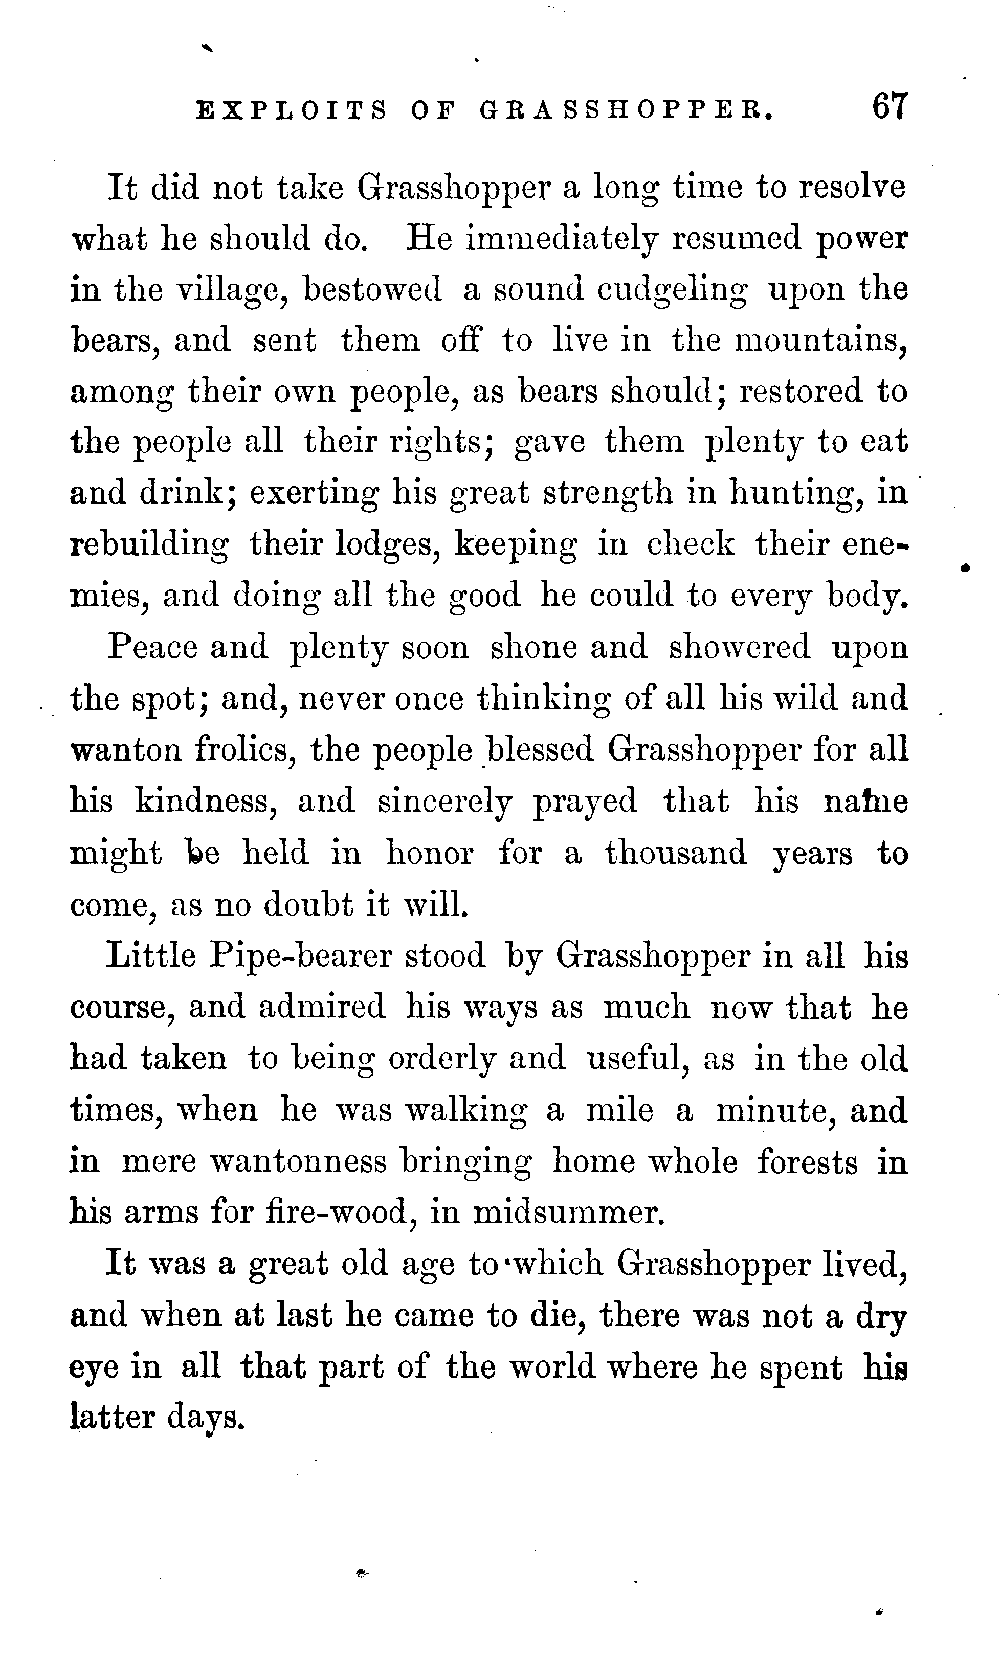 EXPLOITS OF GRASSHOPPER. 67
It did not take Grasshopper a long time to resolve
what he should do. He immediately resumed power
in the village, bestowed a sound cudgeling upon the
bears, and sent them off to live in the mountains,
among their own people, as bears should; restored to
the people all their rights; gave them plenty to eat
and drink; exerting his great strength in hunting, in
rebuilding their lodges, keeping in check their ene-
mies, and doing all the good he could to every body.
Peace and plenty soon shone and showered upon
the spot; and, never once thinking of all his wild and
wanton frolics, the people blessed Grasshopper for all
his kindness, and sincerely prayed that his name
might be held in honor for a thousand years to
come, as no doubt it will.
Little Pipe-bearer stood by Grasshopper in all his
course, and admired his ways as much now that he
had taken to being orderly and useful, as in the old
times, when he was walking a mile a minute, and
in mere wantonness bringing home whole forests in
his arms for fire-wood, in midsummer.
It was a great old age to which Grasshopper lived,
and when at last he came to die, there was not a dry
eye in all that part of the world where he spent his
latter days.